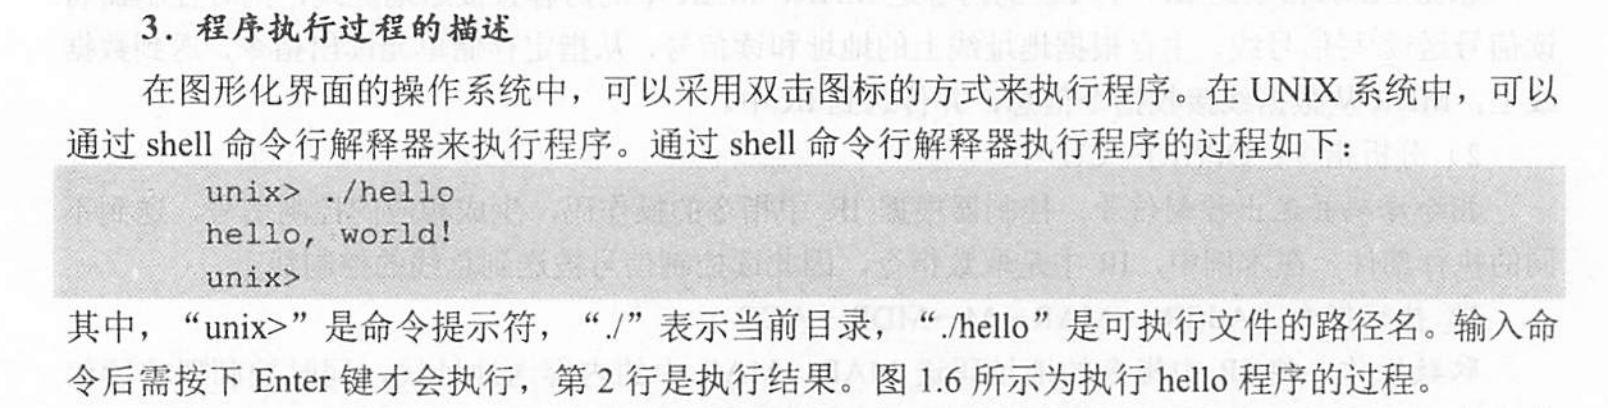 3．程序执行过程的描述
在图形化界面的操作系统中，可以采用双击图标的方式来执行程序。在 UNIX 系统中，可以
通过 shell 命令行解释器来执行程序。通过 shell 命令行解释器执行程序的过程如下：
unix> ./hello
hello, world!
unix>
其中，“unix>”是命令提示符，“./”表示当前目录，“./hello”是可执行文件的路径名。输入命
令后需按下 Enter 键才会执行，第 2 行是执行结果。图 1.6 所示为执行 hello 程序的过程。